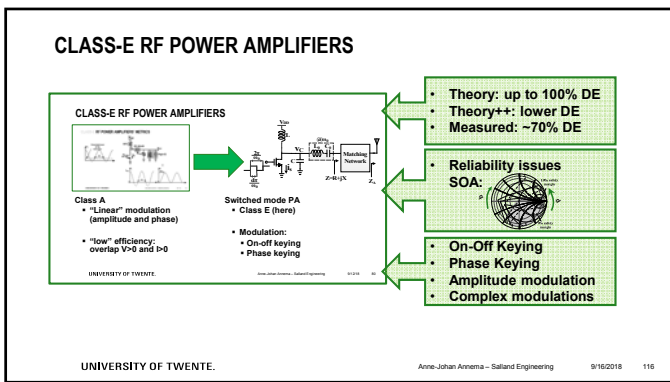 CLASS-E RF POWER AMPLIFIERS
CLASS-E RF POWER AMPLIFIERS
Class A
• "Linear" modulation
(amplitude and phase)
• "low" efficiency:
overlap V>0 and I>0
L
V_C
C
Matching
Network
Z=R+jX
Switched mode PA
• Class E (here)
• Modulation:
• On-off keying
• Phase keying
UNIVERSITY OF TWENTE.
Anne-Johan Annema – Salland Engineering
• Theory: up to 100% DE
• Theory++: lower DE
• Measured: ~70% DE
• Reliability issues
SOA:
• On-Off Keying
• Phase Keying
• Amplitude modulation
• Complex modulations
UNIVERSITY OF TWENTE.
Anne-Johan Annema – Salland Engineering 9/16/2018 116